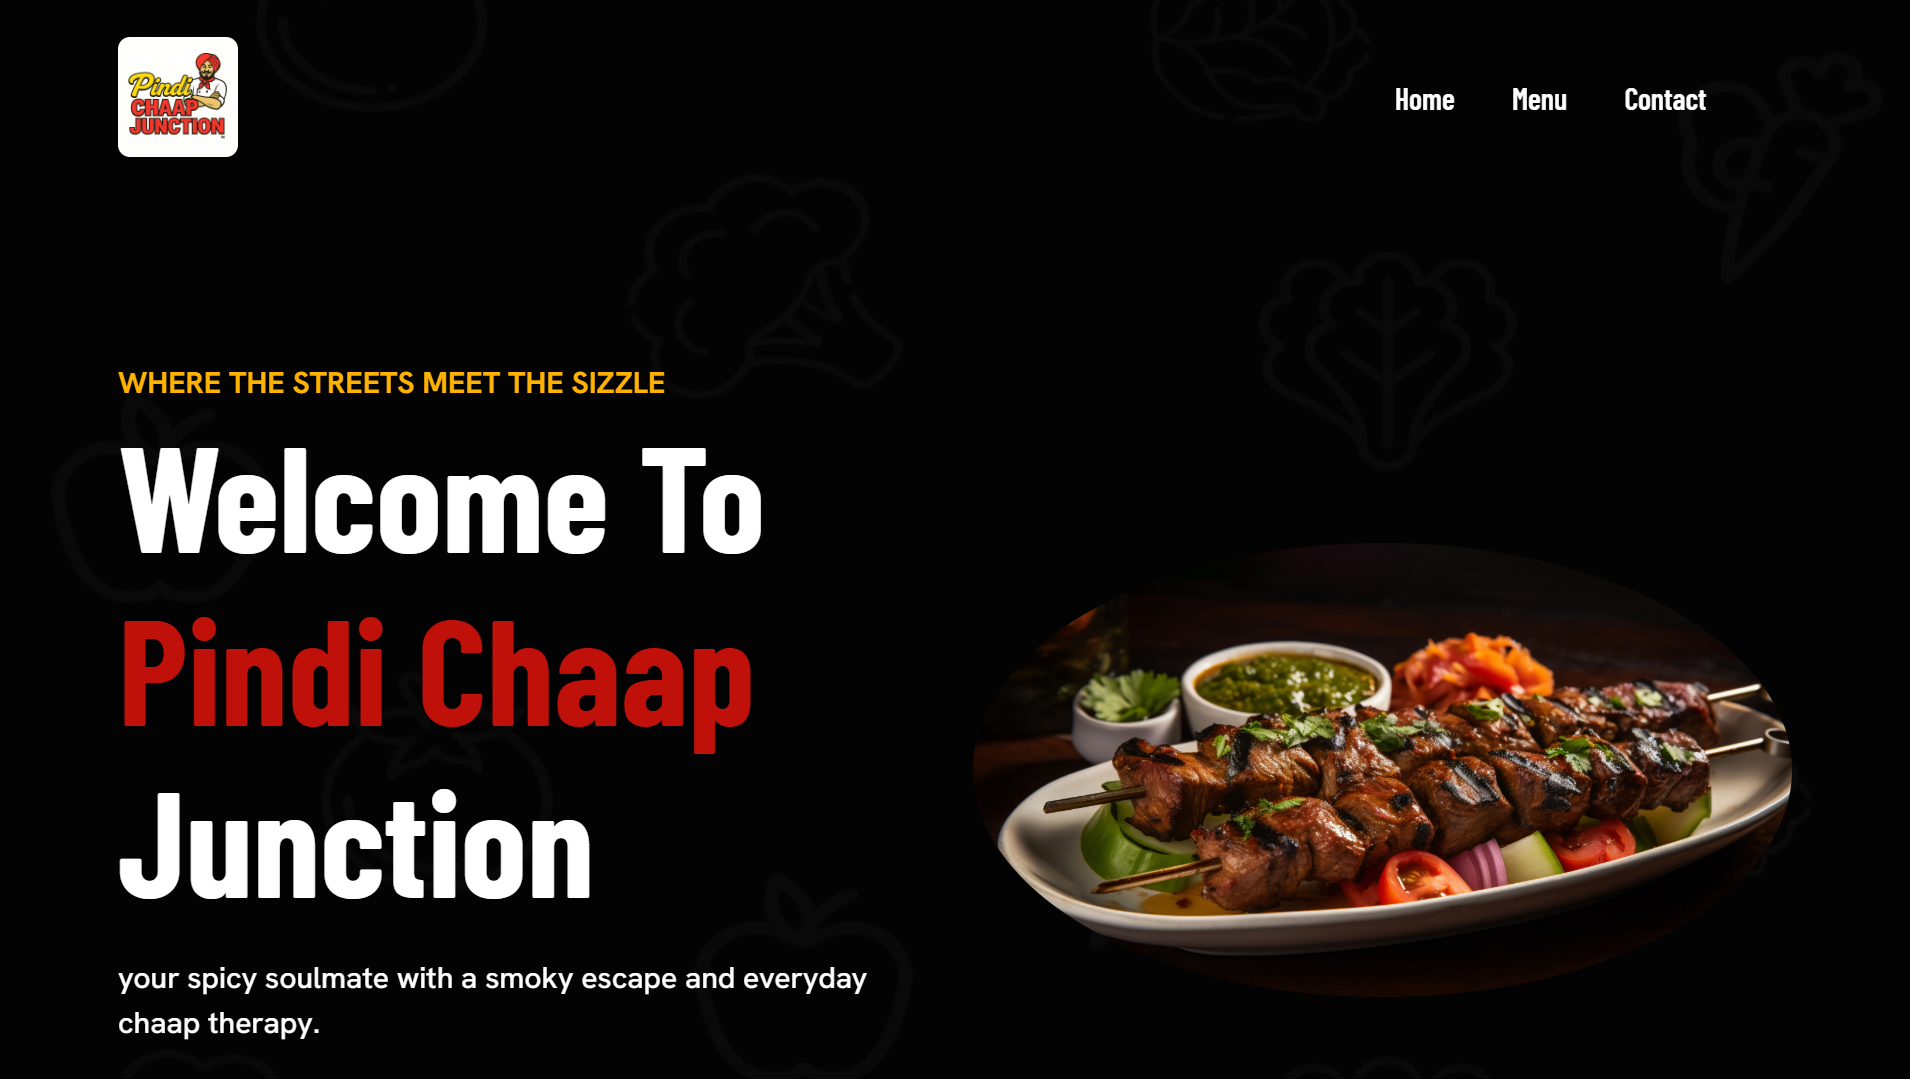 Pindi
CHAAP
JUNCTION
Home Menu Contact
WHERE THE STREETS MEET THE SIZZLE
Welcome To
Pindi Chaap
Junction
your spicy soulmate with a smoky escape and everyday
chaap therapy.